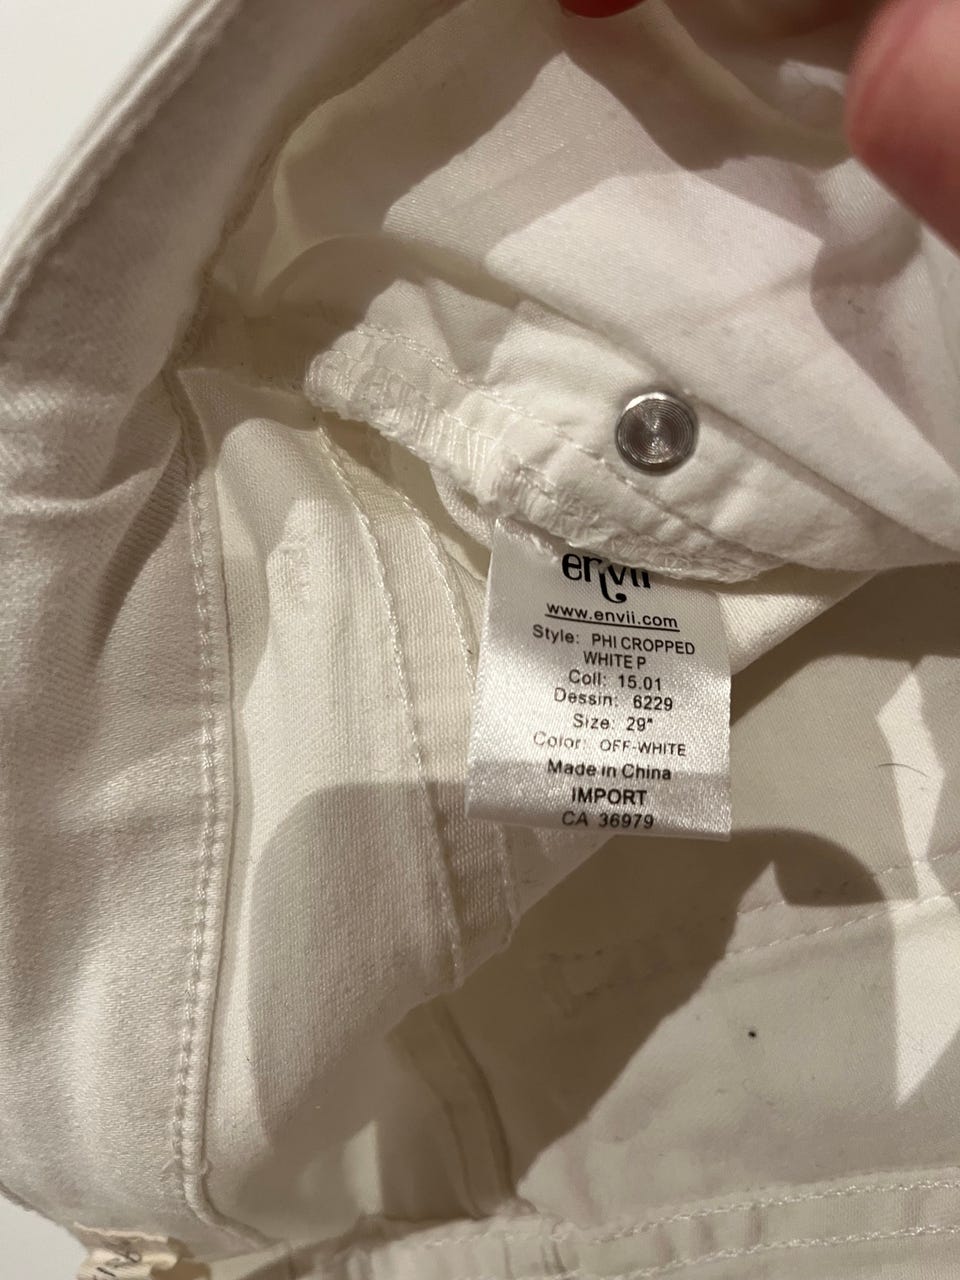 envii
www.envii.com
Style: PHI CROPPED
WHITE P
Coll: 15.01
Dessin: 6229
Size: 29"
Color: OFF-WHITE
Made in China
IMPORT
CA 36979